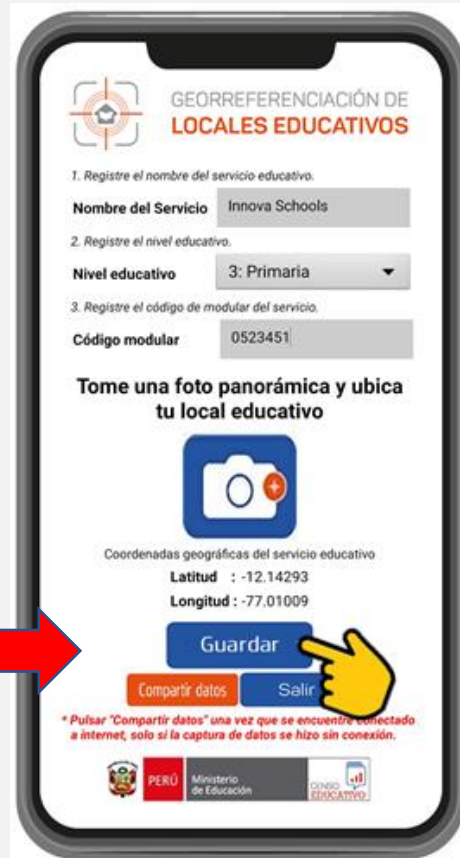 GEORREFERENCIACIÓN DE
LOCALES EDUCATIVOS
1. Registre el nombre del servicio educativo.
Nombre del Servicio Innova Schools
2. Registre el nivel educativo.
Nivel educativo 3: Primaria
3. Registre el código de modular del servicio.
Código modular 0523451
Tome una foto panorámica y ubica
tu local educativo
Coordenadas geográficas del servicio educativo
Latitud : -12.14293
Longitud : -77.01009
Guardar
Compartir datos Salir
* Pulsar "Compartir datos" una vez que se encuentre conectado
a internet, solo si la captura de datos se hizo sin conexión.
PERÚ Ministerio
de Educación
CENSO
EDUCATIVO